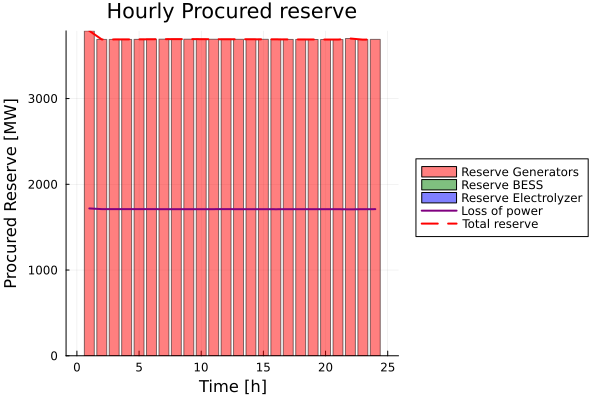 Hourly Procured reserve
Procured Reserve [MW]
3000
2000
1000
0
0 5 10 15 20 25
Time [h]
Reserve Generators
Reserve BESS
Reserve Electrolyzer
Loss of power
Total reserve